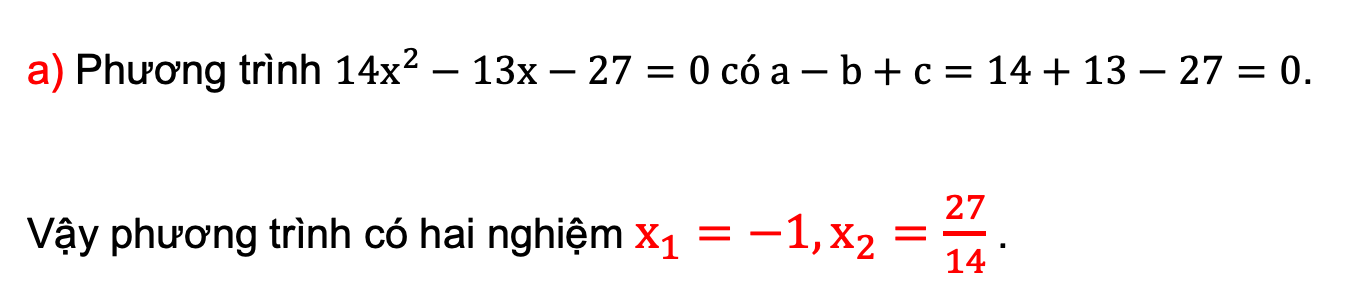 a) Phương trình 14x² − 13x − 27 = 0 có a − b + c = 14 + 13 − 27 = 0.
Vậy phương trình có hai nghiệm x₁ = −1, x₂ = 27/14 .